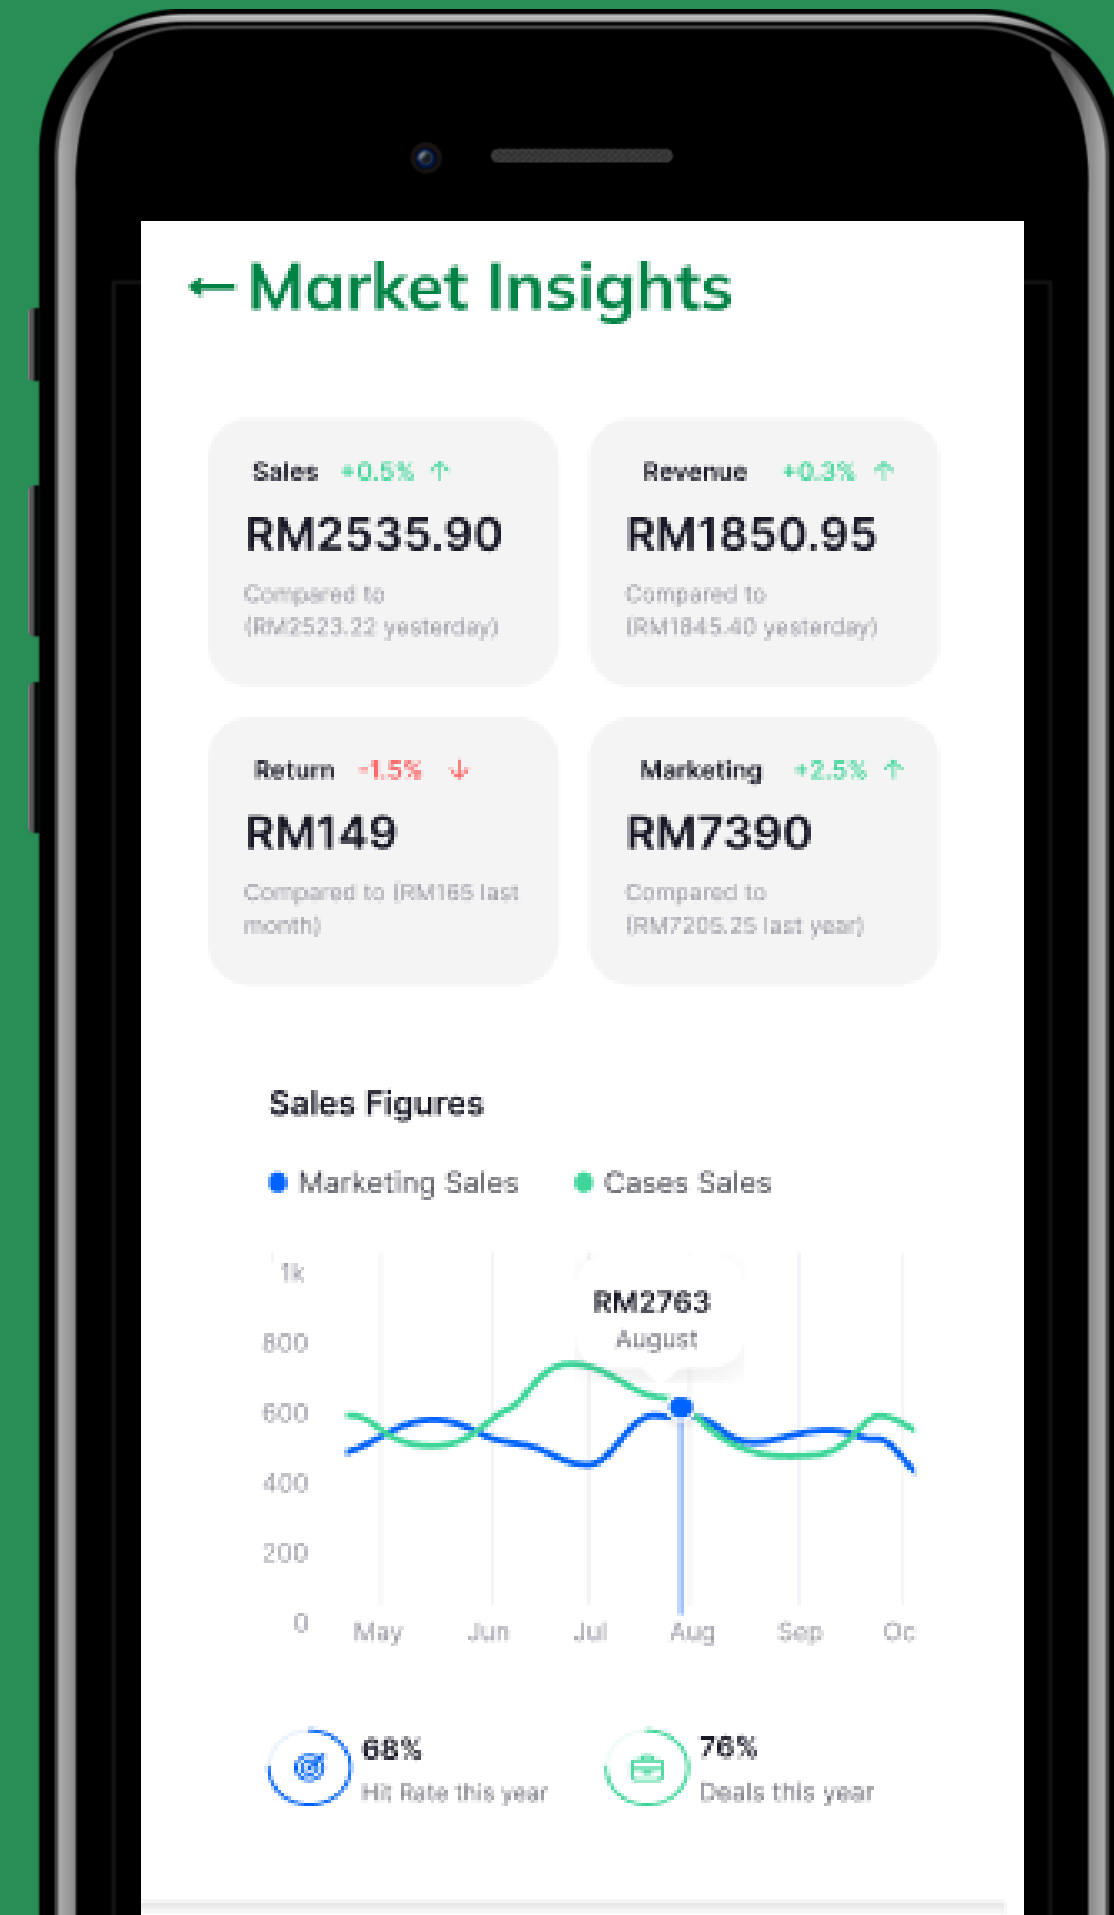 ←Market Insights
Sales +0.5% ↑
RM2535.90
Compared to
(RM2523.22 yesterday)
Revenue +0.3% ↑
RM1850.95
Compared to
(RM1845.40 yesterday)
Return -1.5% ↓
RM149
Compared to (RM165 last
month)
Marketing +2.5% ↑
RM7390
Compared to
(RM7205.25 last year)
Sales Figures
Marketing Sales Cases Sales
1k
RM2763
August
800
600
400
200
0
May Jun Jul Aug Sep Oc
68%
Hit Rate this year
76%
Deals this year